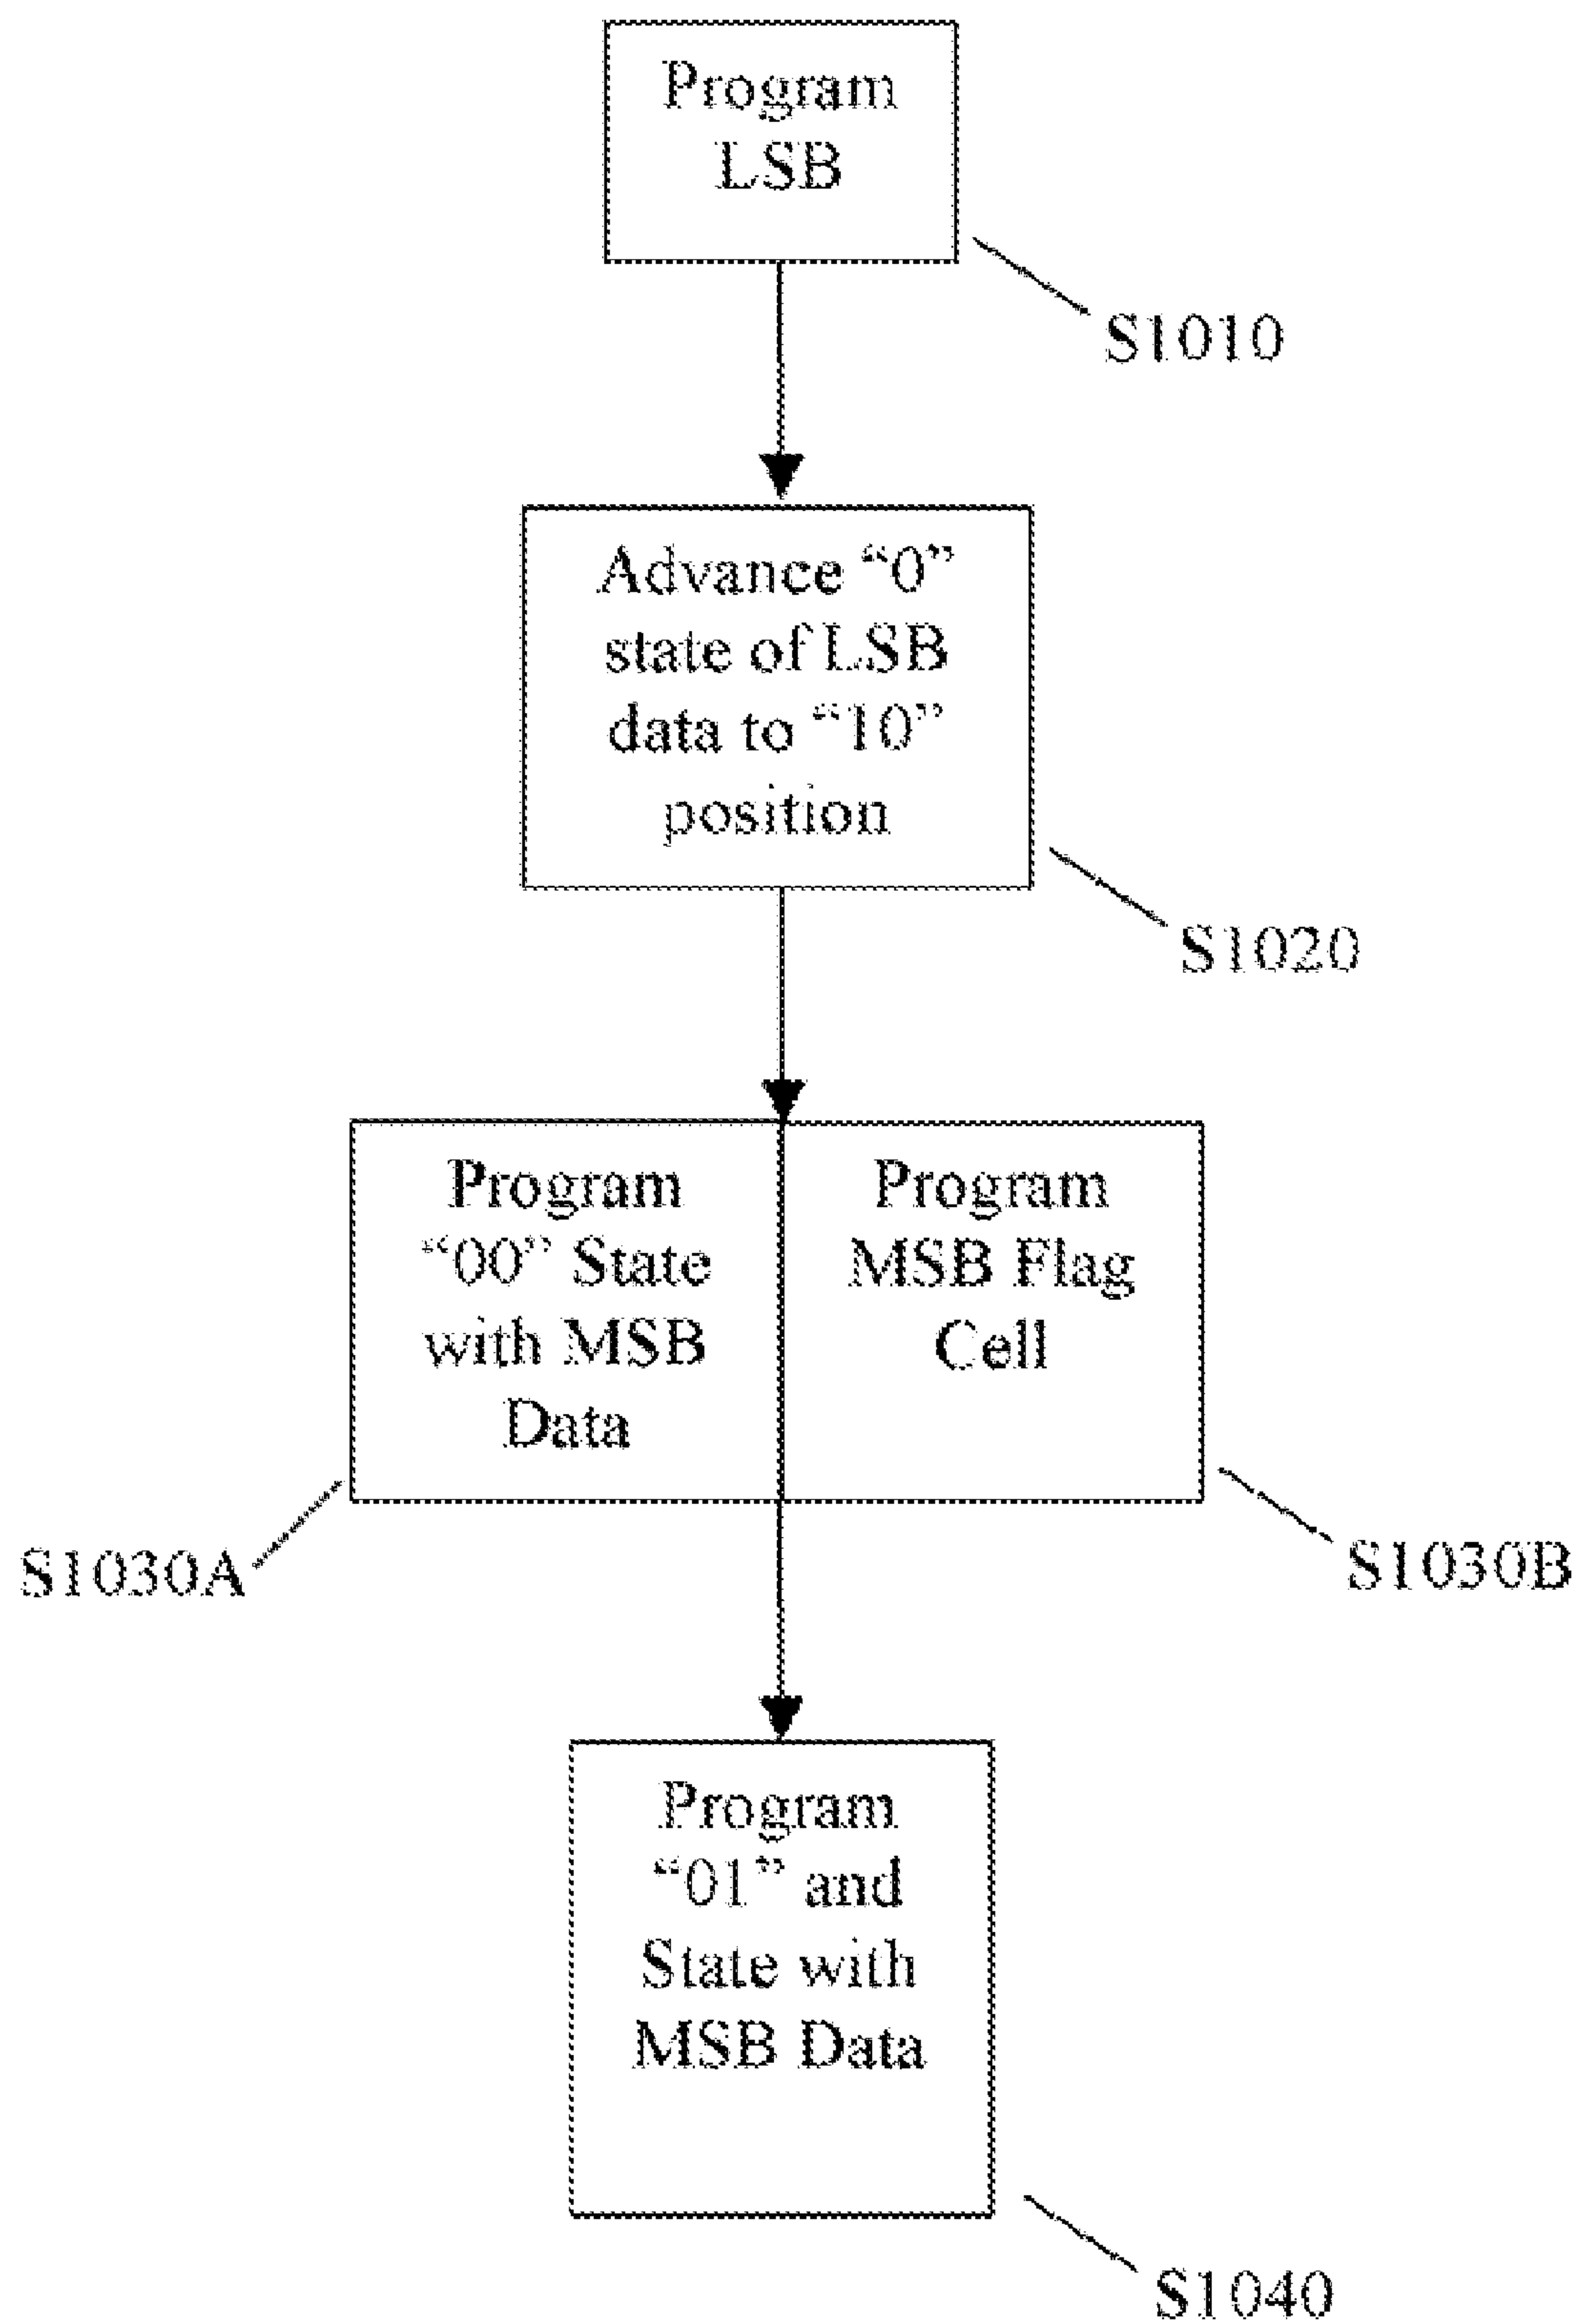 Program
LSB
S1010
Advance “0”
state of LSB
data to “10”
position
S1020
Program
“00” State
with MSB
Data
S1030A
Program
MSB Flag
Cell
S1030B
Program
“01” and
State with
MSB Data
S1040